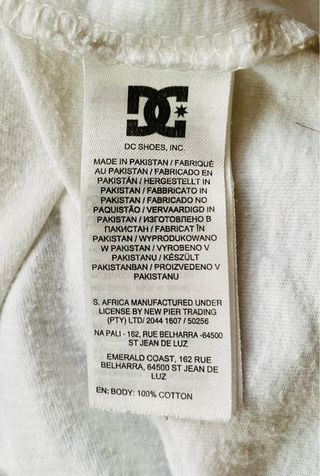 DC
DC SHOES, INC.
MADE IN PAKISTAN / FABRIQUÉ
AU PAKISTAN / FABRICADO EN
PAKISTÁN / HERGESTELLT IN
PAKISTAN / FABBRICATO IN
PAKISTAN / FABRICADO NO
PAQUISTÃO / VERVAARDIGD IN
PAKISTAN / ИЗГОТОВЛЕНО В
ПАКИСТАН / FABRICAT ÎN
PAKISTAN / WYPRODUKOWANO
W PAKISTAN / VYROBENO V
PAKISTANU / KÉSZÜLT
PAKISTANBAN / PROIZVEDENO V
PAKISTANU
S. AFRICA MANUFACTURED UNDER
LICENSE BY NEW PIER TRADING
(PTY) LTD/ 2044 1607 / 50256
NA PALI - 162, RUE BELHARRA-64500
ST JEAN DE LUZ
EMERALD COAST, 162 RUE
BELHARRA, 64500 ST JEAN DE
LUZ
EN: BODY: 100% COTTON